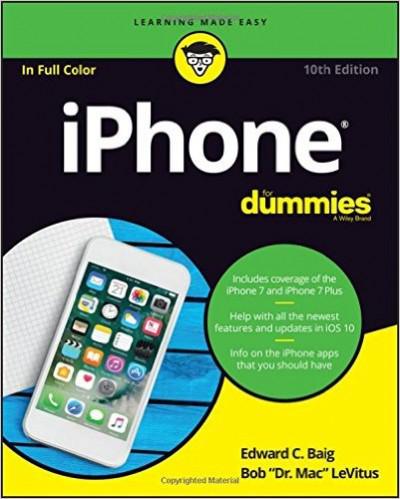 LEARNING MADE EASY
In Full Color
10th Edition
iPhone®
for
dummies®
A Wiley Brand
Includes coverage of the
iPhone 7 and iPhone 7 Plus
Help with all the newest
features and updates in iOS 10
Info on the iPhone apps
that you should have
Edward C. Baig
Bob "Dr. Mac" LeVitus
Copyrighted Material